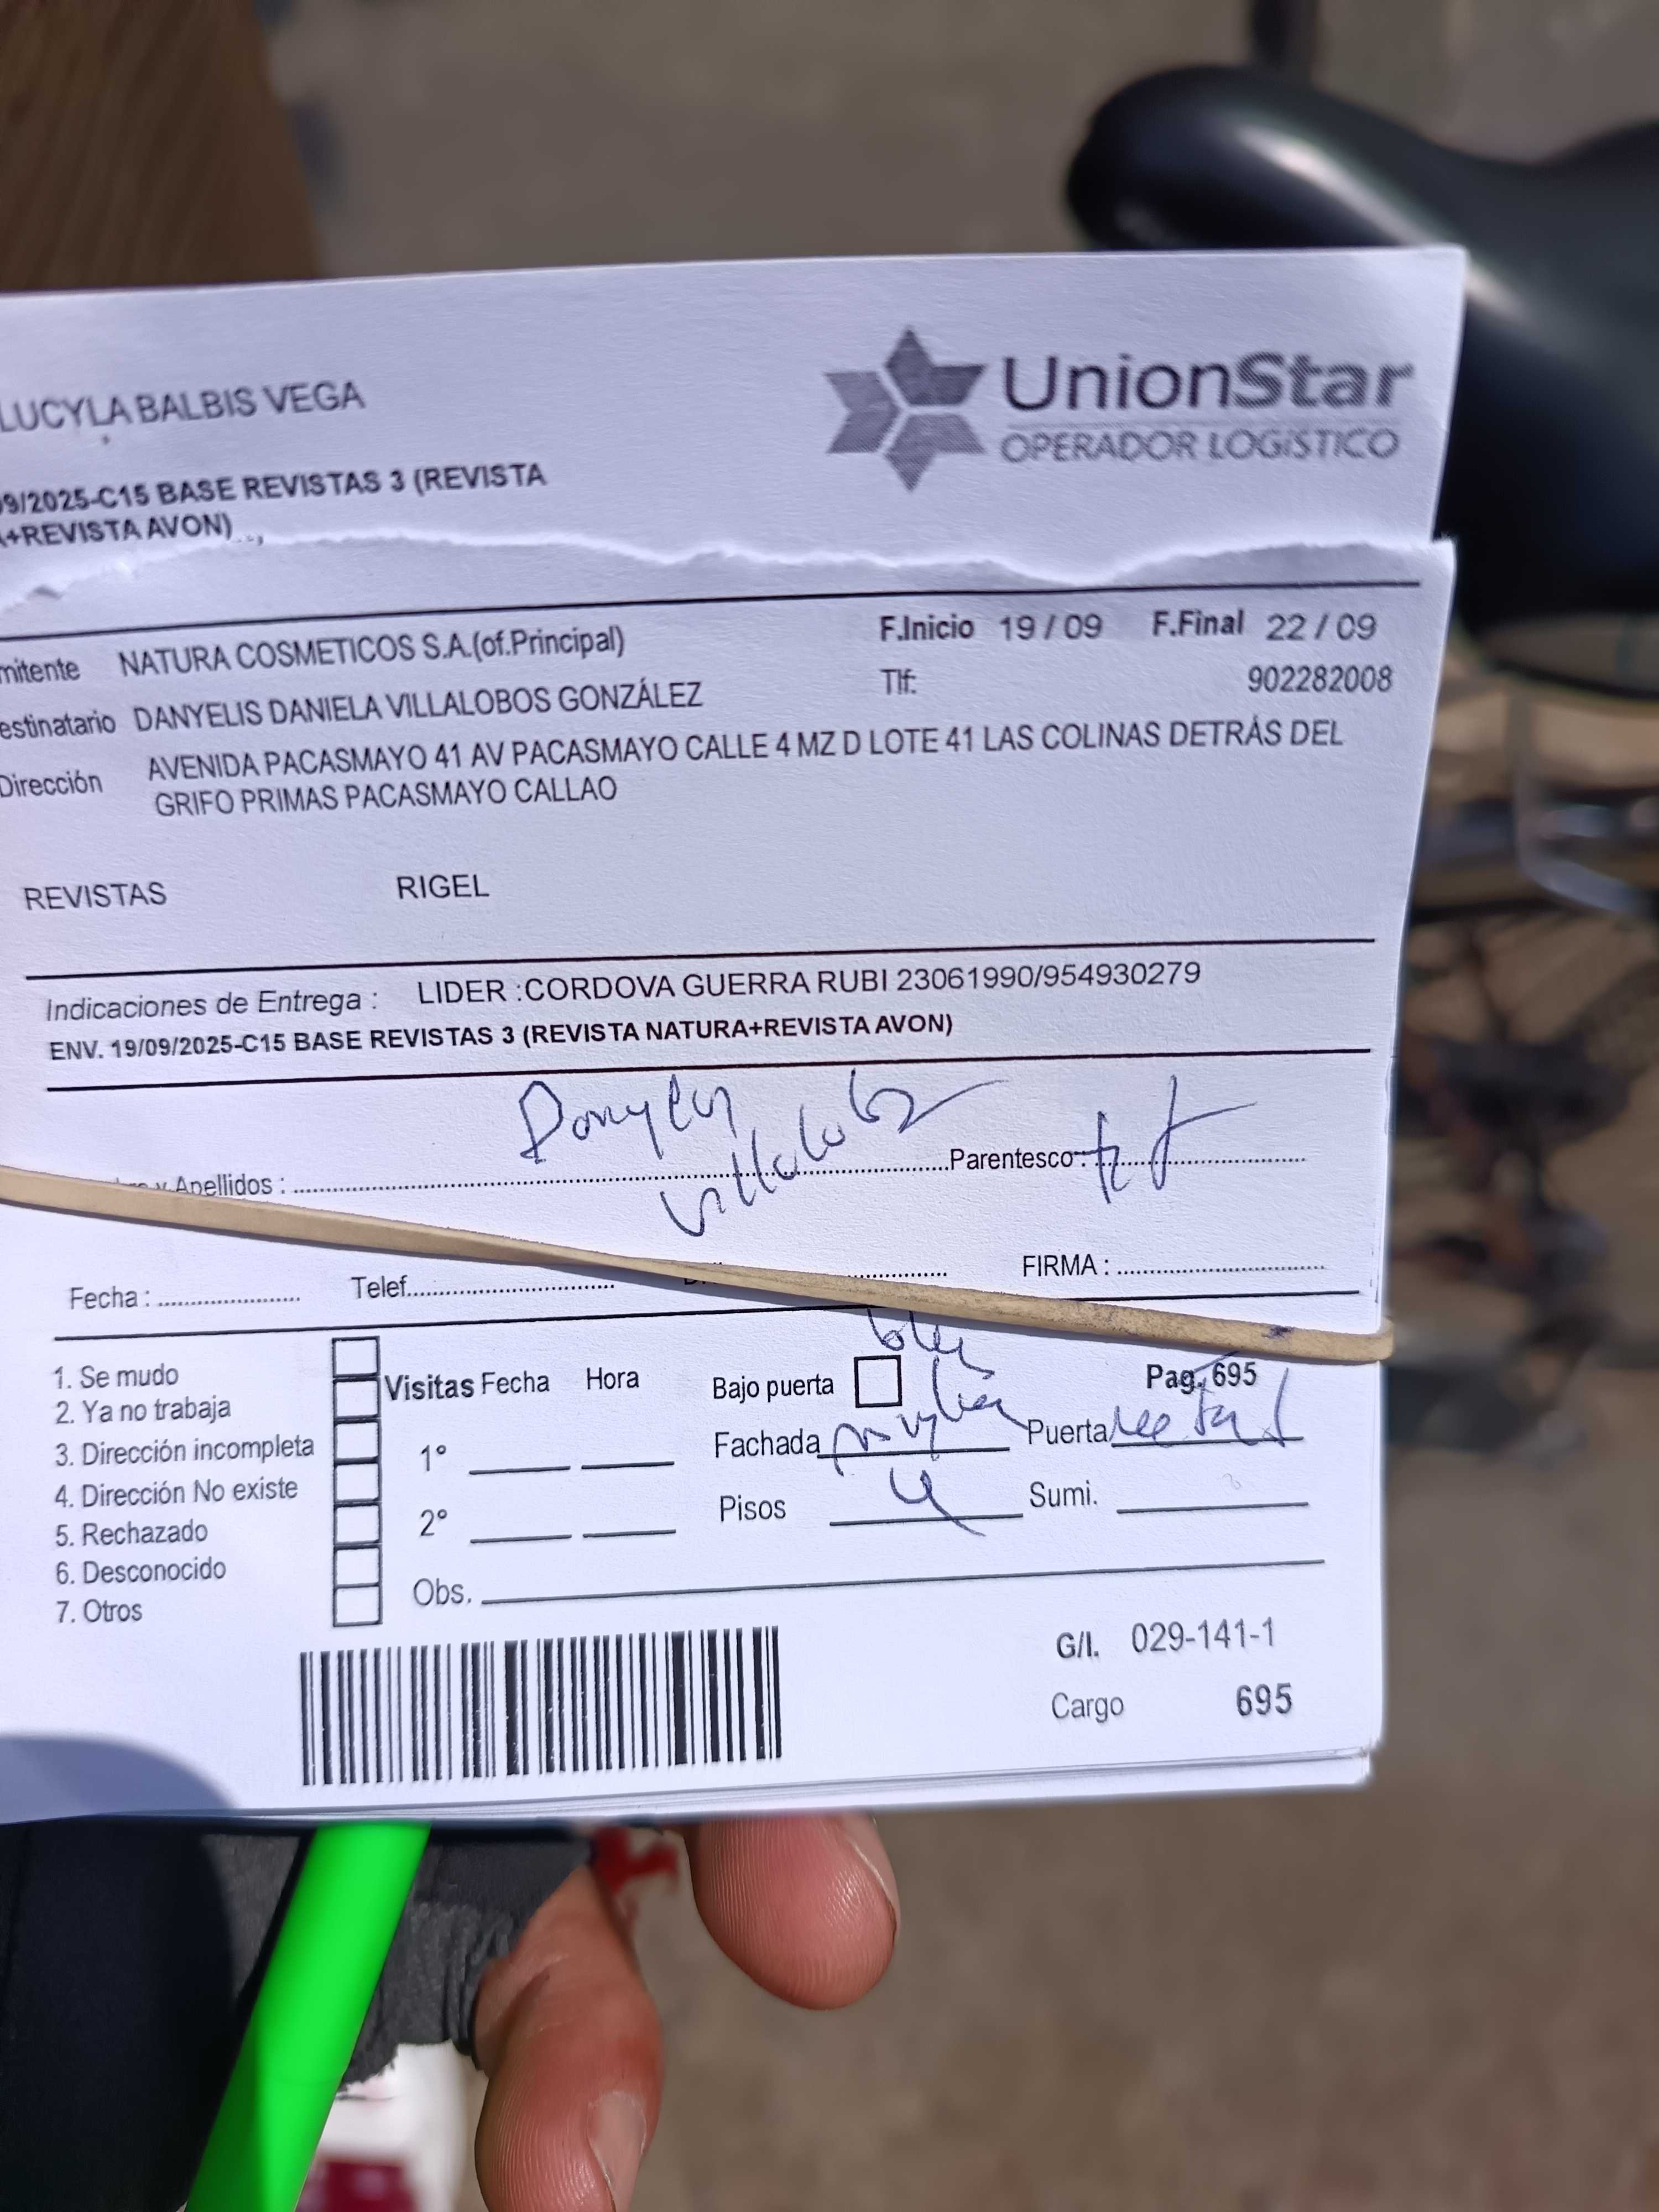 LUCYLA BALBIS VEGA
UnionStar
OPERADOR LOGÍSTICO
09/2025-C15 BASE REVISTAS 3 (REVISTA
A+REVISTA AVON)
mitente NATURA COSMETICOS S.A.(of.Principal) F.Inicio 19 / 09 F.Final 22 / 09
estinatario DANYELIS DANIELA VILLALOBOS GONZÁLEZ Tlf: 902282008
Dirección AVENIDA PACASMAYO 41 AV PACASMAYO CALLE 4 MZ D LOTE 41 LAS COLINAS DETRÁS DEL
GRIFO PRIMAS PACASMAYO CALLAO
REVISTAS RIGEL
Indicaciones de Entrega : LIDER :CORDOVA GUERRA RUBI 23061990/954930279
ENV. 19/09/2025-C15 BASE REVISTAS 3 (REVISTA NATURA+REVISTA AVON)
y Apellidos : Villalobos Parentesco :
Fecha : Telef. FIRMA :
1. Se mudo
2. Ya no trabaja
3. Dirección incompleta
4. Dirección No existe
5. Rechazado
6. Desconocido
7. Otros
Visitas Fecha Hora
1°
2°
Obs.
Bajo puerta Pag. 695
Fachada Puerta
Pisos 4 Sumi.
G/I. 029-141-1
Cargo 695